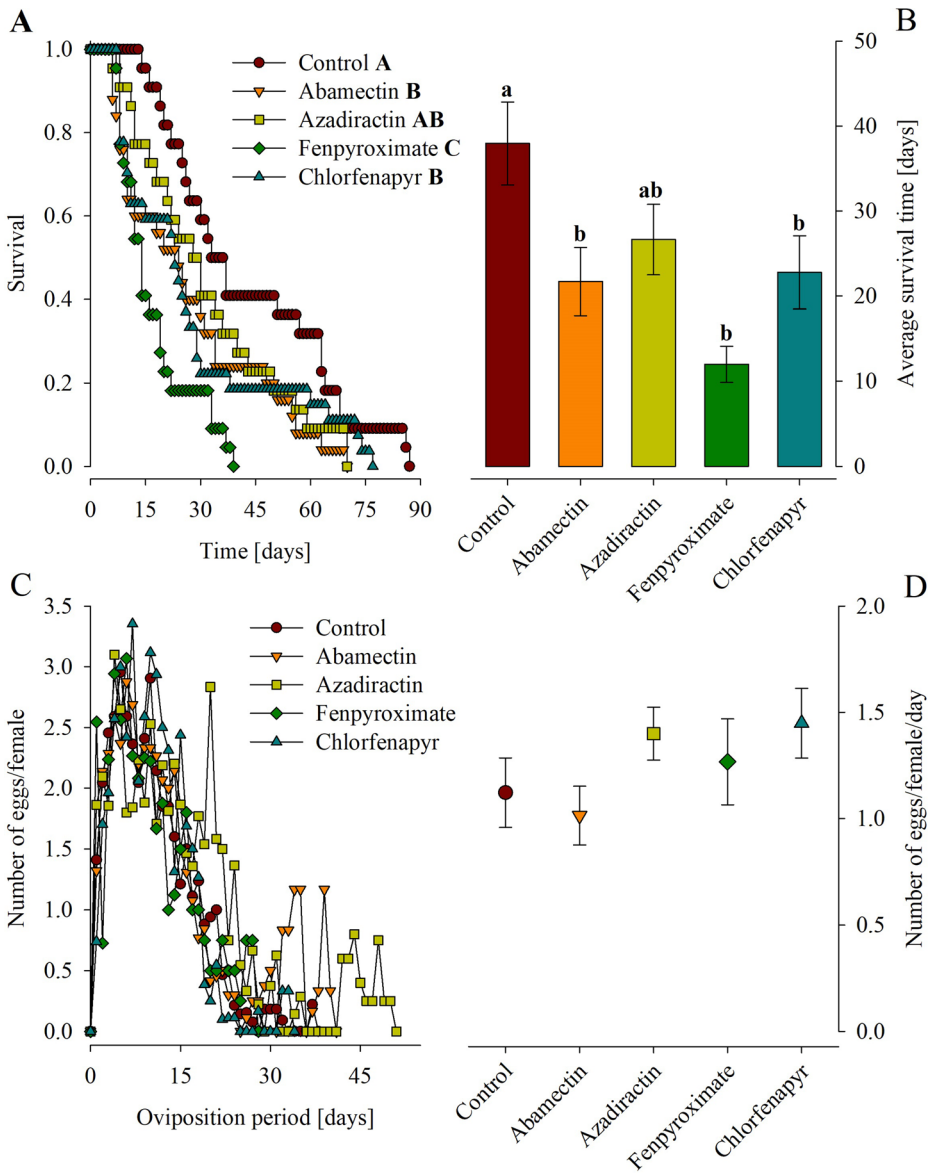 A
B
1.0
0.8
0.6
0.4
0.2
0.0
Survival
Control A
Abamectin B
Azadiractin AB
Fenpyroximate C
Chlorfenapyr B
0 15 30 45 60 75 90
Time [days]
a
b
ab
b
b
50
40
30
20
10
0
Average survival time [days]
Control
Abamectin
Azadiractin
Fenpyroximate
Chlorfenapyr
C
D
3.5
3.0
2.5
2.0
1.5
1.0
0.5
0.0
Number of eggs/female
Control
Abamectin
Azadiractin
Fenpyroximate
Chlorfenapyr
0 15 30 45
Oviposition period [days]
2.0
1.5
1.0
0.5
0.0
Number of eggs/female/day
Control
Abamectin
Azadiractin
Fenpyroximate
Chlorfenapyr